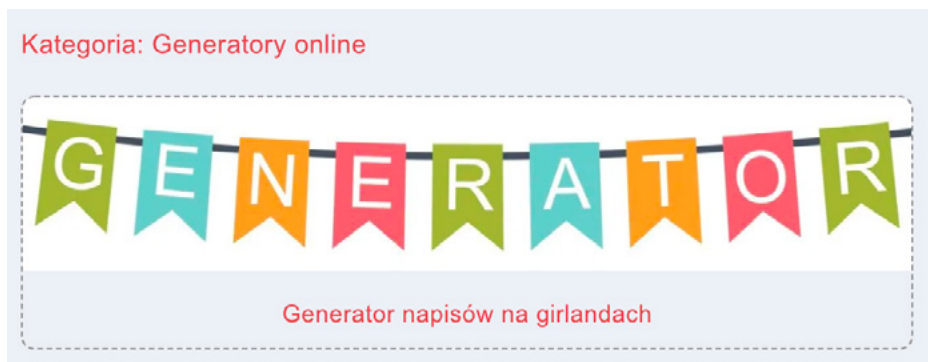 Kategoria: Generatory online
GENERATOR
Generator napisów na girlandach